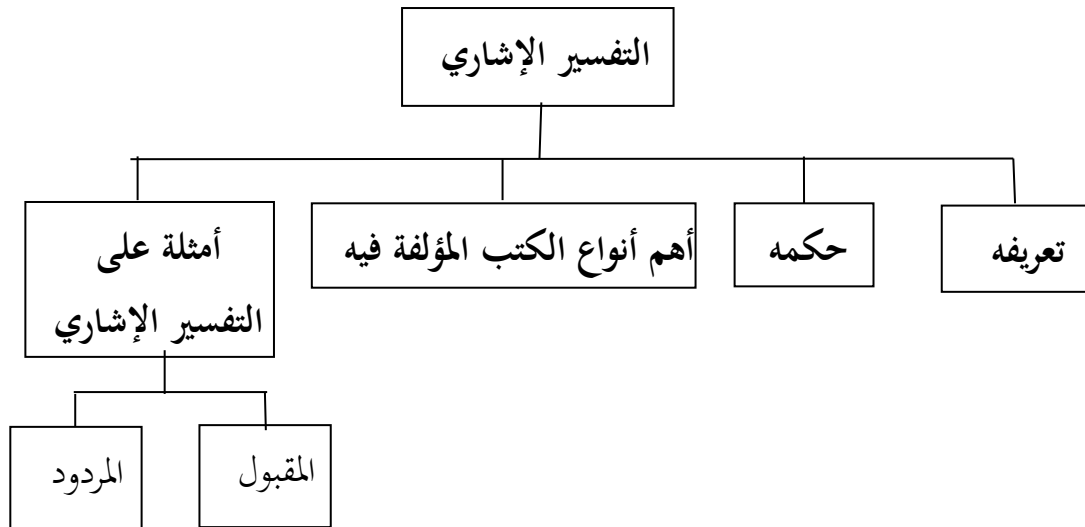 التفسير الإشاري
تعريفه
حكمه
أهم أنواع الكتب المؤلفة فيه
أمثلة على
التفسير الإشاري
المقبول
المردود